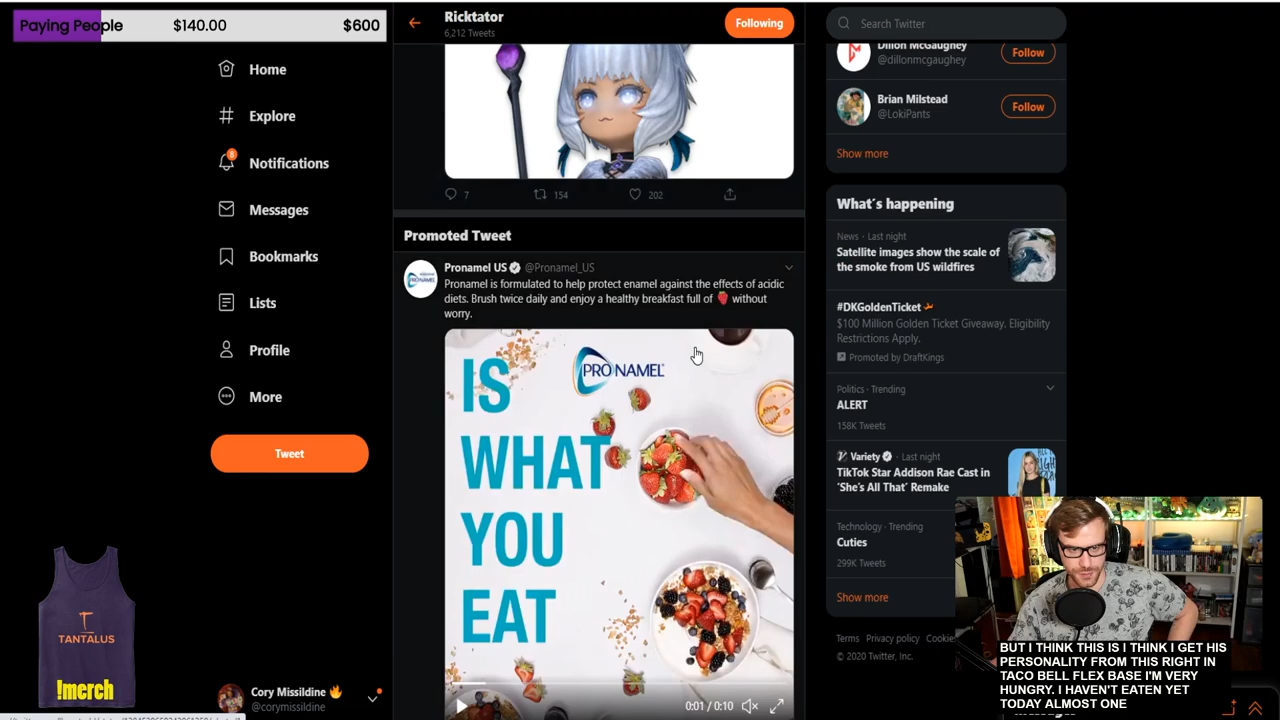 Paying People $140.00 $600
Home
Explore
8
Notifications
Messages
Bookmarks
Lists
Profile
More
Tweet
TANTALUS
!merch
Cory Missildine 🔥
@corymissildine
Ricktator
6,212 Tweets
Following
7 154 202
Promoted Tweet
PRONAMEL
Pronamel US @Pronamel_US
Pronamel is formulated to help protect enamel against the effects of acidic
diets. Brush twice daily and enjoy a healthy breakfast full of 🍓 without
worry.
PRONAMEL
IS
WHAT
YOU
EAT
0:01 / 0:10
Search Twitter
Dillon McGaughey
@dillonmcgaughey
Follow
Brian Milstead
@LokiPants
Follow
Show more
What's happening
News · Last night
Satellite images show the scale of
the smoke from US wildfires
#DKGoldenTicket
$100 Million Golden Ticket Giveaway. Eligibility
Restrictions Apply.
Promoted by DraftKings
Politics · Trending
ALERT
158K Tweets
Variety · Last night
TikTok Star Addison Rae Cast in
'She's All That' Remake
Technology · Trending
Cuties
299K Tweets
Show more
Terms Privacy policy Cookie
© 2020 Twitter, Inc.
BUT I THINK THIS IS I THINK I GET HIS
PERSONALITY FROM THIS RIGHT IN
TACO BELL FLEX BASE I'M VERY
HUNGRY. I HAVEN'T EATEN YET
TODAY ALMOST ONE